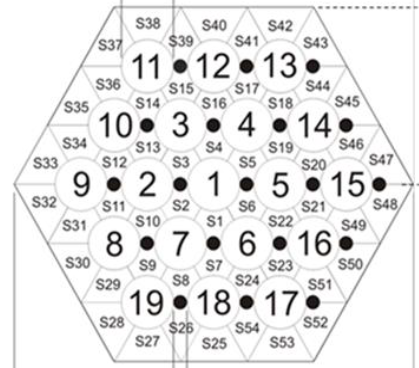 S38 S40 S42
S37 S39 S41 S43
11 12 13
S36 S15 S17 S44
S35 S14 S16 S18 S45
10 3 4 14
S34 S13 S4 S19 S46
S33 S12 S3 S5 S20 S47
9 2 1 5 15
S32 S11 S2 S6 S21 S48
S31 S10 S1 S22 S49
8 7 6 16
S30 S9 S7 S23 S50
S29 S8 S24 S51
19 18 17
S28 S26 S54 S52
S27 S25 S53